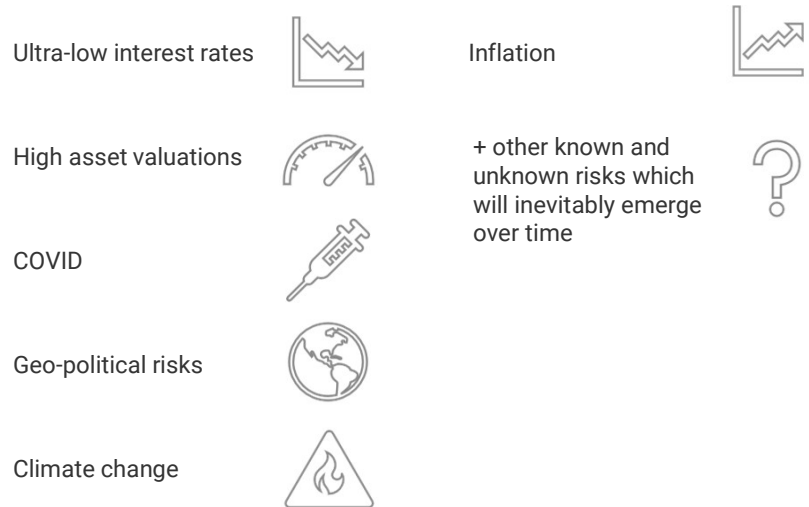 Ultra-low interest rates
High asset valuations
COVID
Geo-political risks
Climate change
Inflation
+ other known and
unknown risks which
will inevitably emerge
over time